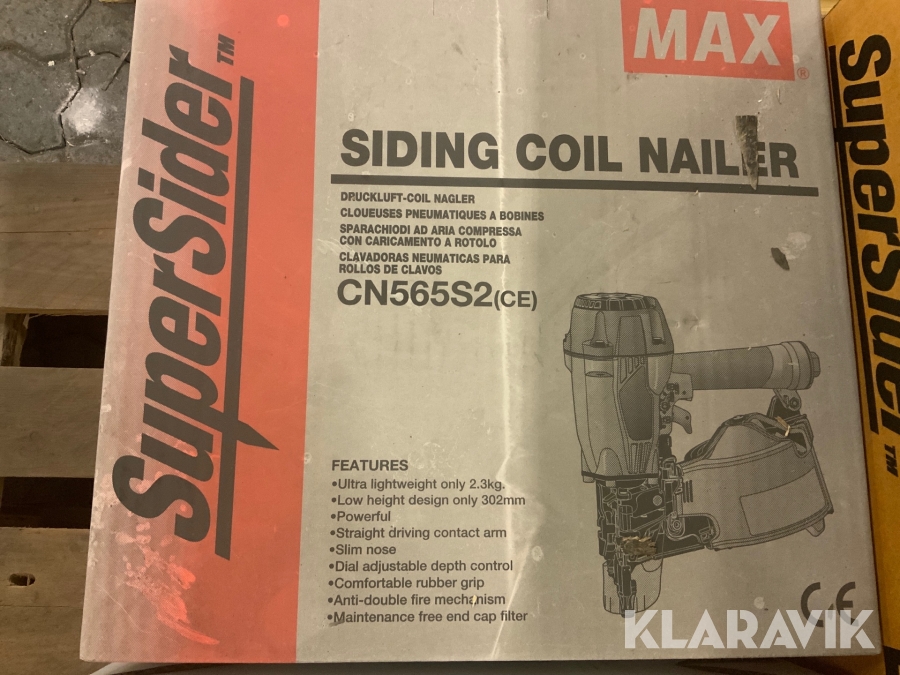 MAX®
SuperSider™
SIDING COIL NAILER
DRUCKLUFT-COIL NAGLER
CLOUEUSES PNEUMATIQUES A BOBINES
SPARACHIODI AD ARIA COMPRESSA
CON CARICAMENTO A ROTOLO
CLAVADORAS NEUMATICAS PARA
ROLLOS DE CLAVOS
CN565S2(CE)
FEATURES
•Ultra lightweight only 2.3kg.
•Low height design only 302mm
•Powerful
•Straight driving contact arm
•Slim nose
•Dial adjustable depth control
•Comfortable rubber grip
•Anti-double fire mechanism
•Maintenance free end cap filter
CE
KLARAVIK
SuperSider™